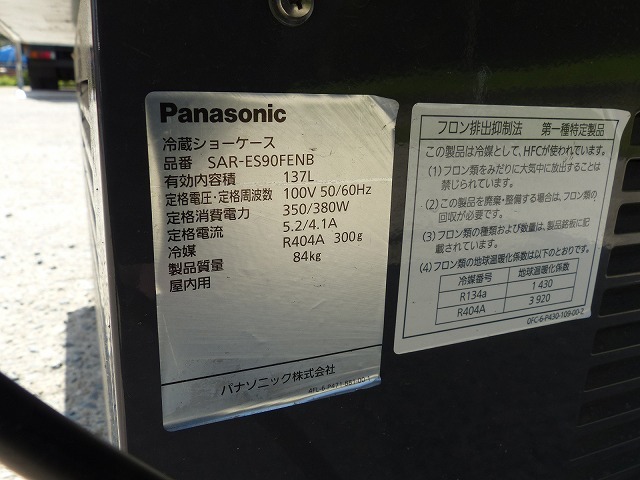 Panasonic
冷蔵ショーケース
品番 SAR-ES90FENB
有効内容積 137L
定格電圧・定格周波数 100V 50/60Hz
定格消費電力 350/380W
定格電流 5.2/4.1A
冷媒 R404A 300g
製品質量 84kg
屋内用
パナソニック株式会社
フロン排出抑制法 第一種特定製品
この製品は冷媒として、HFCが使われています。
(1) フロン類をみだりに大気中に放出することは
禁じられています。
(2) この製品を廃棄・整備する場合は、フロン類の
回収が必要です。
(3) フロン類の種類および数量は、製品銘板に記
載されています。
(4) フロン類の地球温暖化係数は以下のとおりです。
冷媒番号 地球温暖化係数
R134a 1 430
R404A 3 920
0FC-6-P430-109-00-2